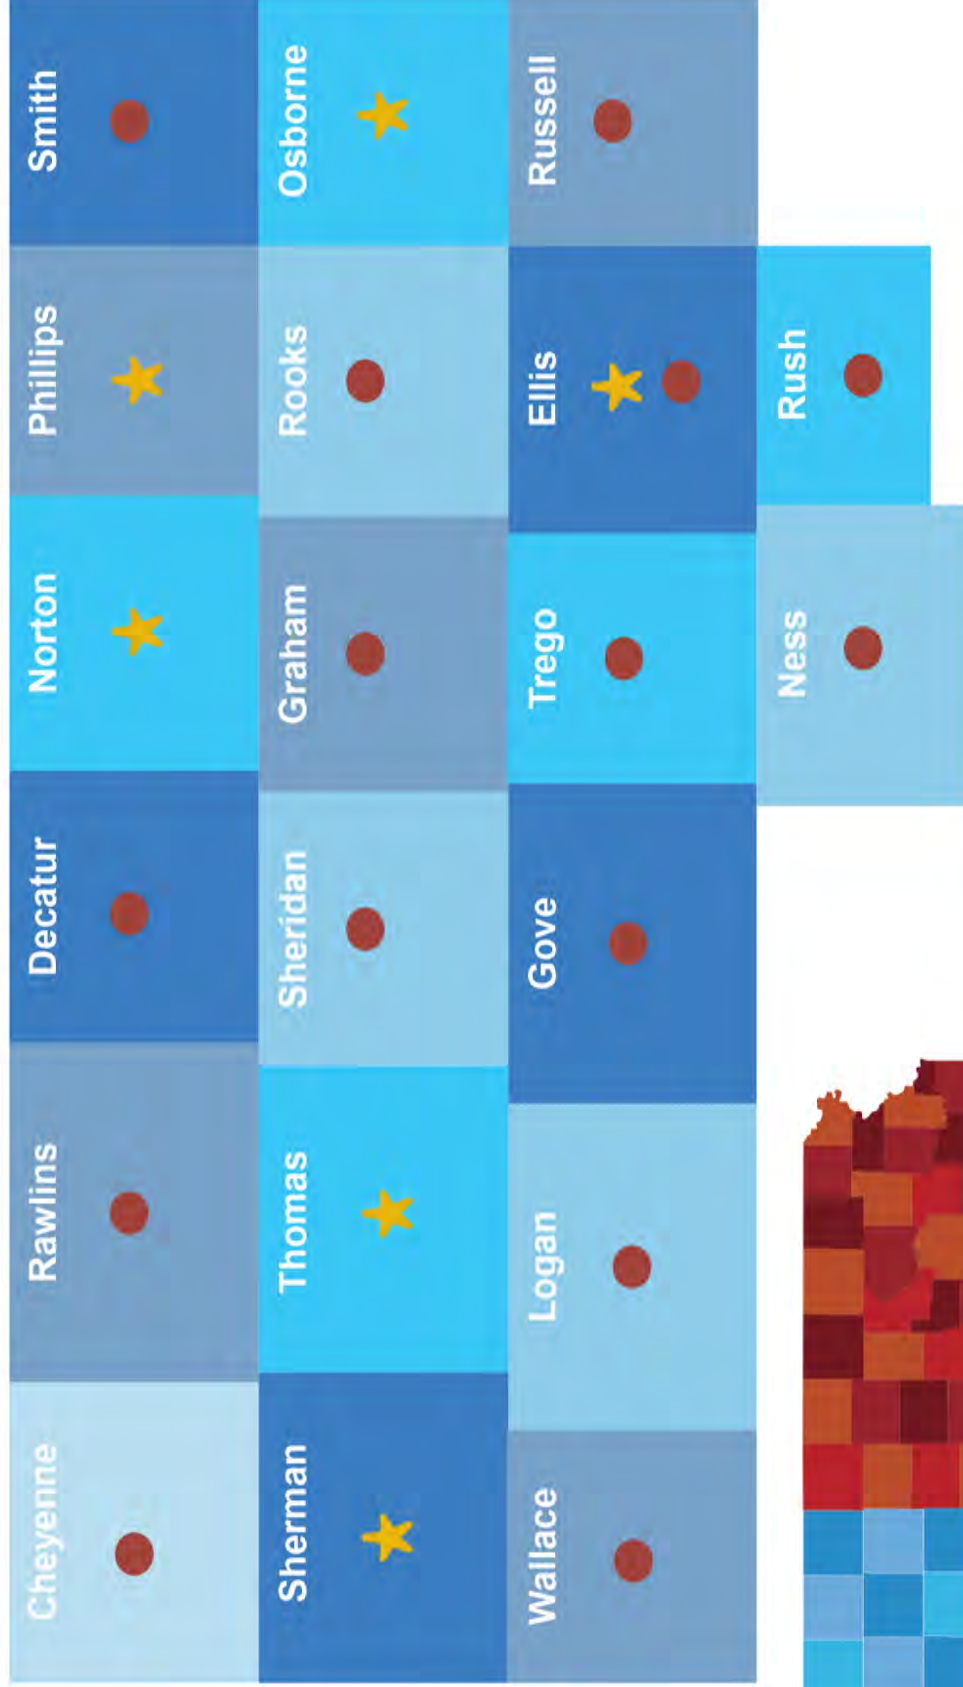 Cheyenne
Rawlins
Decatur
Norton
Phillips
Smith
Sherman
Thomas
Sheridan
Graham
Rooks
Osborne
Wallace
Logan
Gove
Trego
Ellis
Russell
Ness
Rush